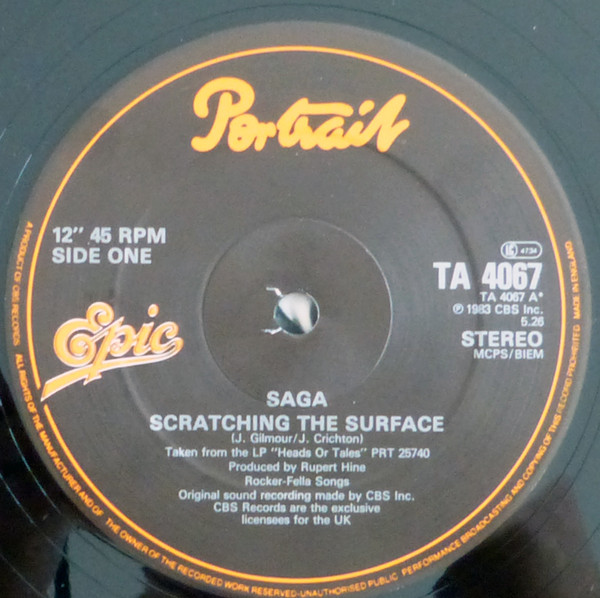 Portrait
12" 45 RPM
SIDE ONE
LC 4734
TA 4067
TA 4067 A*
℗ 1983 CBS Inc.
5.26
STEREO
MCPS/BIEM
Epic
SAGA
SCRATCHING THE SURFACE
(J. Gilmour/J. Crichton)
Taken from the LP "Heads Or Tales" PRT 25740
Produced by Rupert Hine
Rocker-Fella Songs
Original sound recording made by CBS Inc.
CBS Records are the exclusive
licensees for the UK
A PRODUCT OF CBS RECORDS. ALL RIGHTS OF THE MANUFACTURER AND OF THE OWNER OF THE RECORDED WORK RESERVED-UNAUTHORISED PUBLIC PERFORMANCE BROADCASTING AND COPYING OF THIS RECORD PROHIBITED. MADE IN ENGLAND